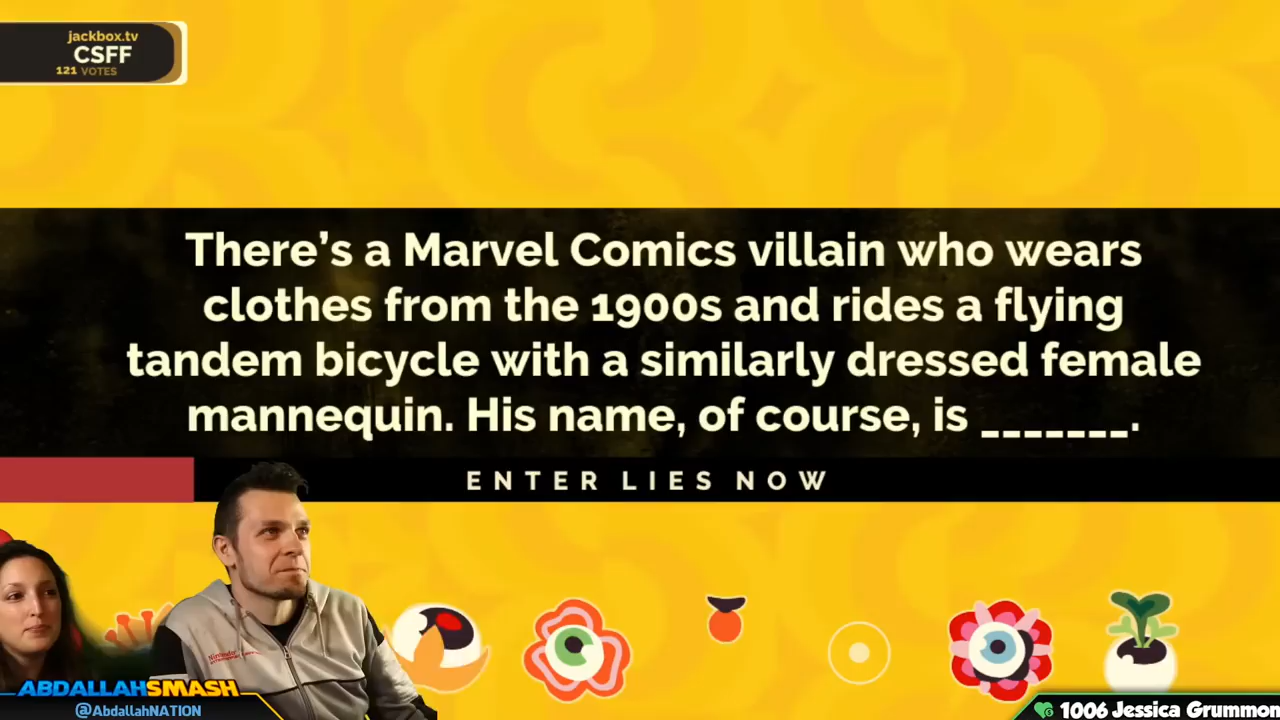 jackbox.tv
CSFF
121 VOTES
There's a Marvel Comics villain who wears
clothes from the 1900s and rides a flying
tandem bicycle with a similarly dressed female
mannequin. His name, of course, is _______.
ENTER LIES NOW
ABDALLAHSMASH
@AbdallahNATION
1006 Jessica Grummon